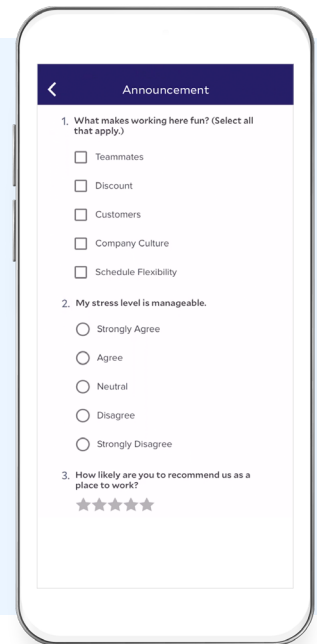 Announcement
1. What makes working here fun? (Select all
that apply.)
Teammates
Discount
Customers
Company Culture
Schedule Flexibility
2. My stress level is manageable.
Strongly Agree
Agree
Neutral
Disagree
Strongly Disagree
3. How likely are you to recommend us as a
place to work?